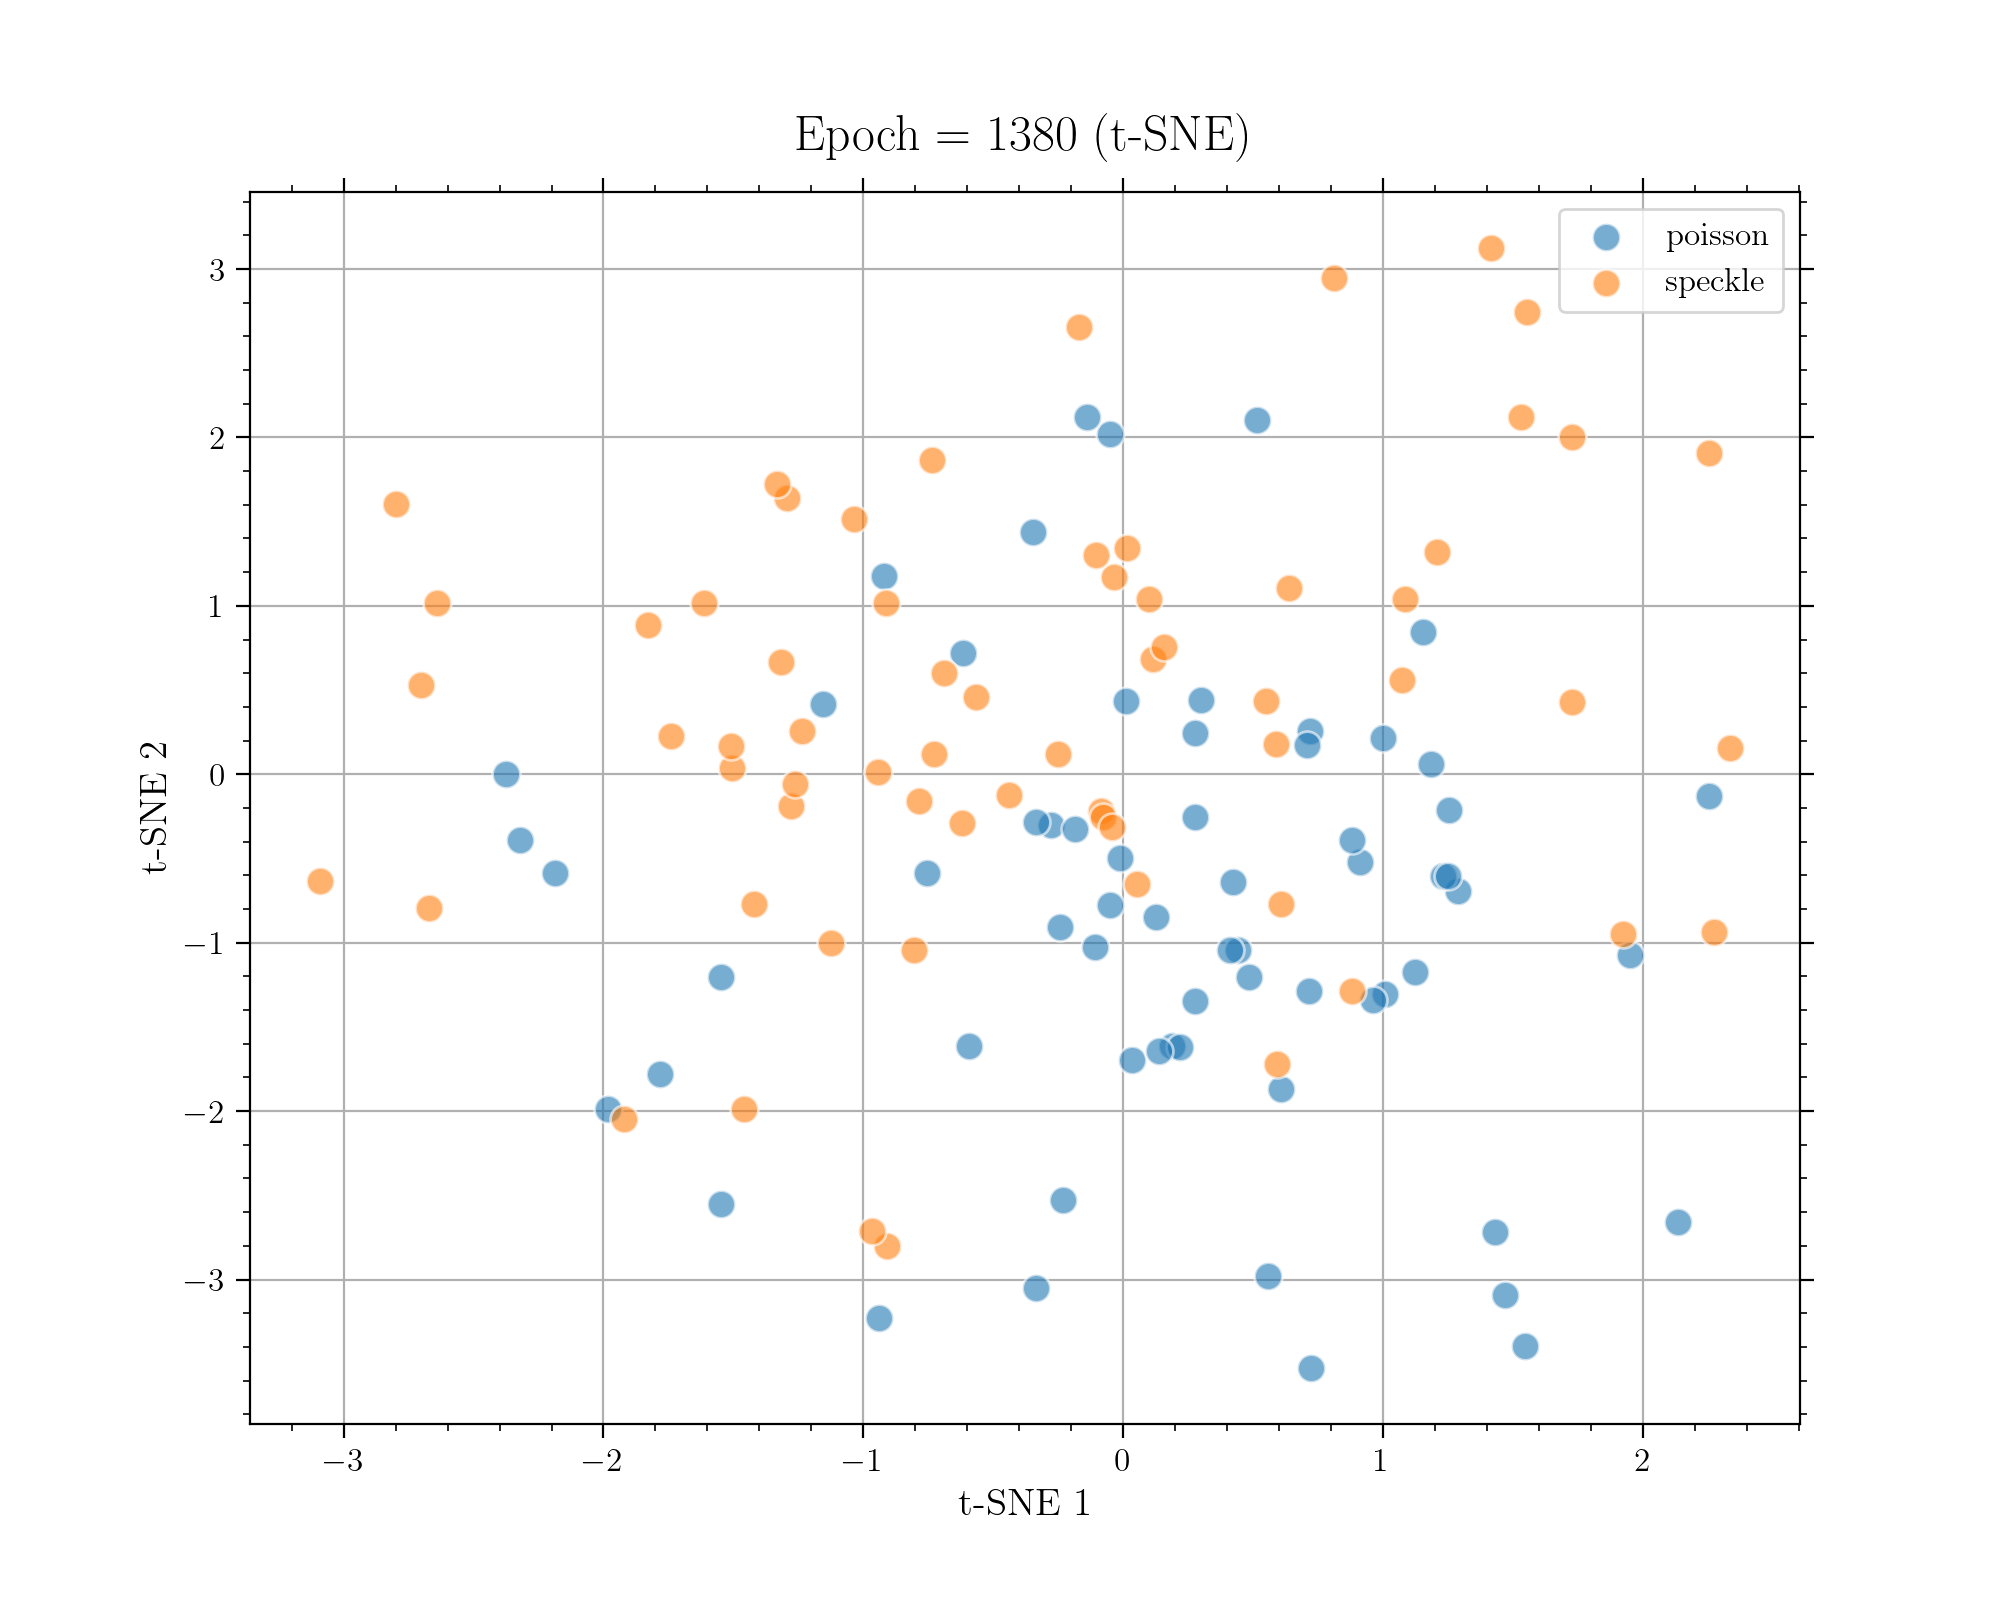 Epoch = 1380 (t-SNE)
poisson
speckle
t-SNE 2
3
2
1
0
−1
−2
−3
−3
−2
−1
0
1
2
t-SNE 1